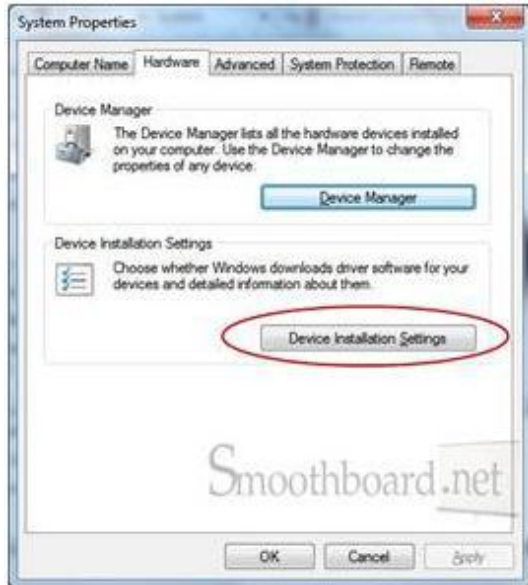 System Properties
Computer Name Hardware Advanced System Protection Remote
Device Manager
The Device Manager lists all the hardware devices installed
on your computer. Use the Device Manager to change the
properties of any device.
Device Manager
Device Installation Settings
Choose whether Windows downloads driver software for your
devices and detailed information about them.
Device Installation Settings
Smoothboard.net
OK Cancel Apply